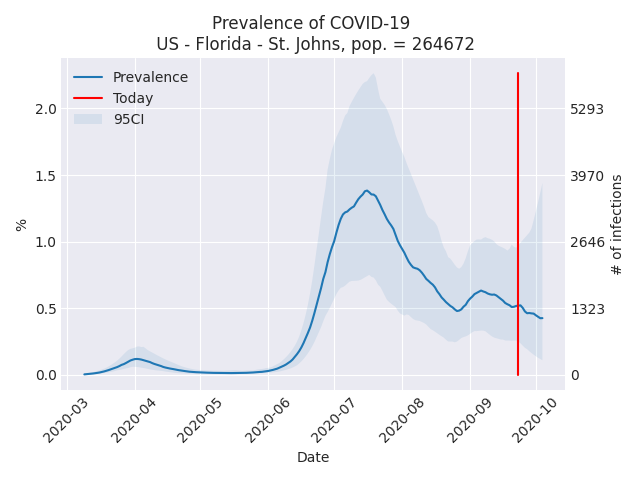 Prevalence of COVID-19
US - Florida - St. Johns, pop. = 264672
Prevalence
Today
95CI
2.0
1.5
1.0
0.5
0.0
%
5293
3970
2646
1323
0
# of infections
2020-03
2020-04
2020-05
2020-06
2020-07
2020-08
2020-09
2020-10
Date